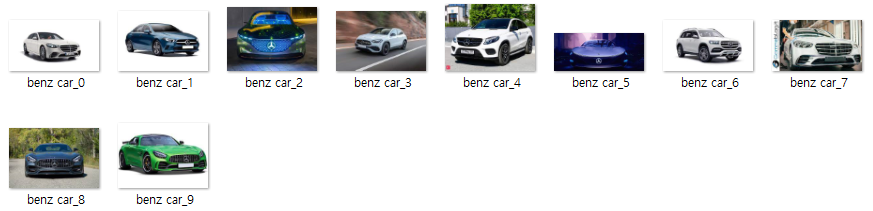 benz car_0
benz car_1
benz car_2
benz car_3
benz car_4
benz car_5
benz car_6
benz car_7
benz car_8
benz car_9